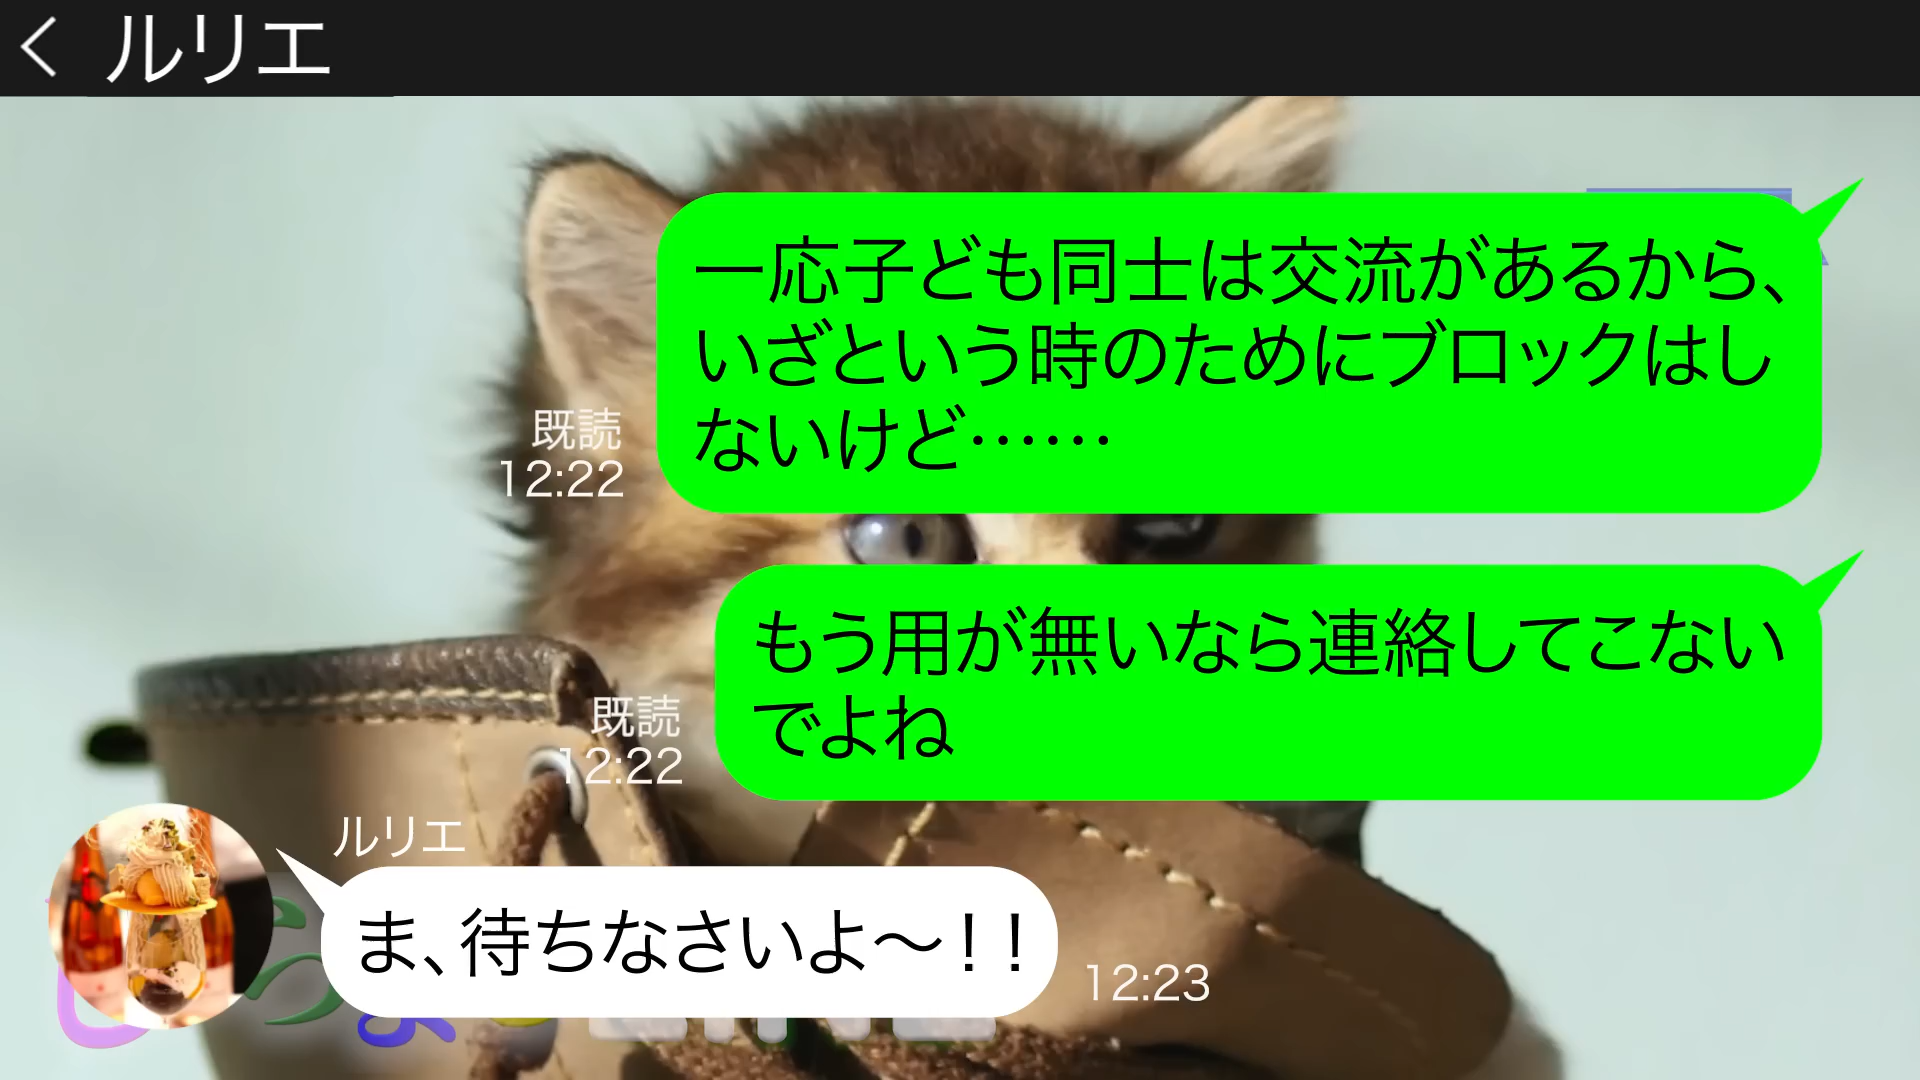 ルリエ
一応子ども同士は交流があるから、
いざという時のためにブロックはし
ないけど……
既読
12:22
もう用が無いなら連絡してこない
でよね
既読
12:22
ルリエ
ま、待ちなさいよ～！！
12:23